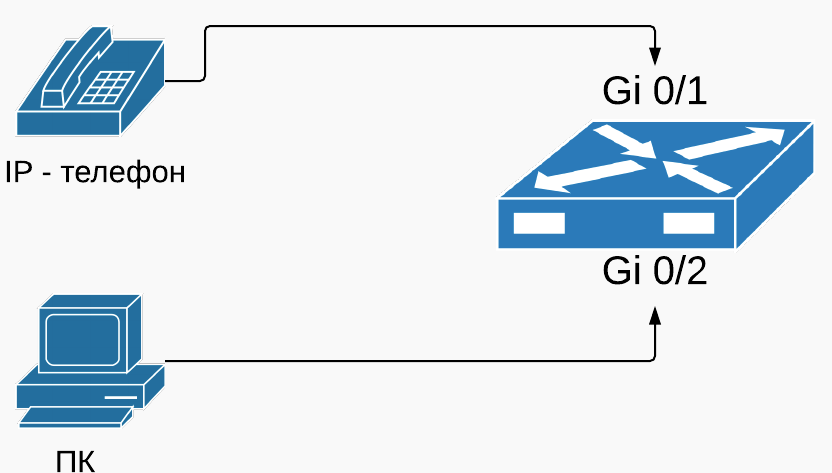 Gi 0/1
IP - телефон
Gi 0/2
ПК